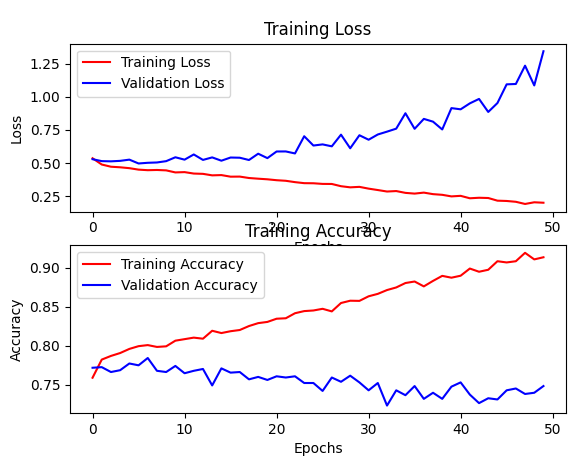 Training Loss
Loss
1.25
1.00
0.75
0.50
0.25
Training Loss
Validation Loss
0 10 20 30 40 50
Epochs
Training Accuracy
Accuracy
0.90
0.85
0.80
0.75
Training Accuracy
Validation Accuracy
0 10 20 30 40 50
Epochs